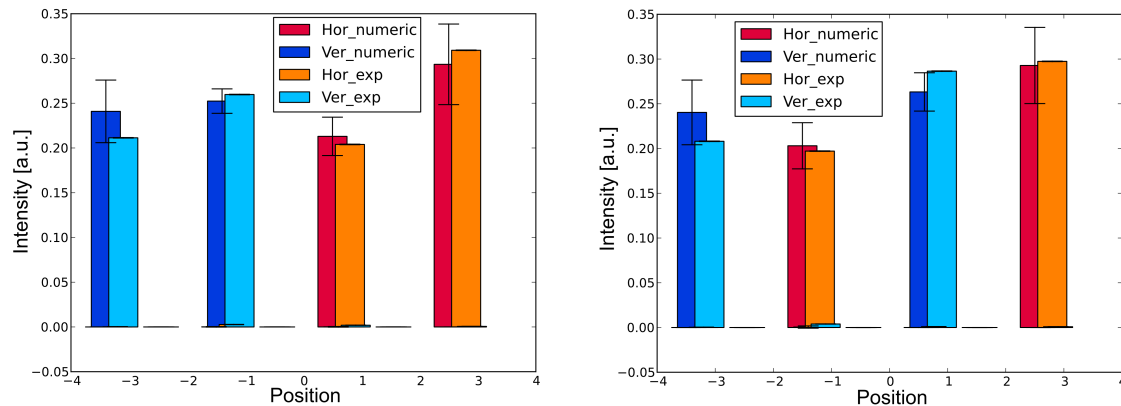 0.35
0.30
0.25
0.20
0.15
0.10
0.05
0.00
−0.05
Intensity [a.u.]
Hor_numeric
Ver_numeric
Hor_exp
Ver_exp
−4 −3 −2 −1 0 1 2 3 4
Position
0.35
0.30
0.25
0.20
0.15
0.10
0.05
0.00
−0.05
Intensity [a.u.]
Hor_numeric
Ver_numeric
Hor_exp
Ver_exp
−4 −3 −2 −1 0 1 2 3 4
Position